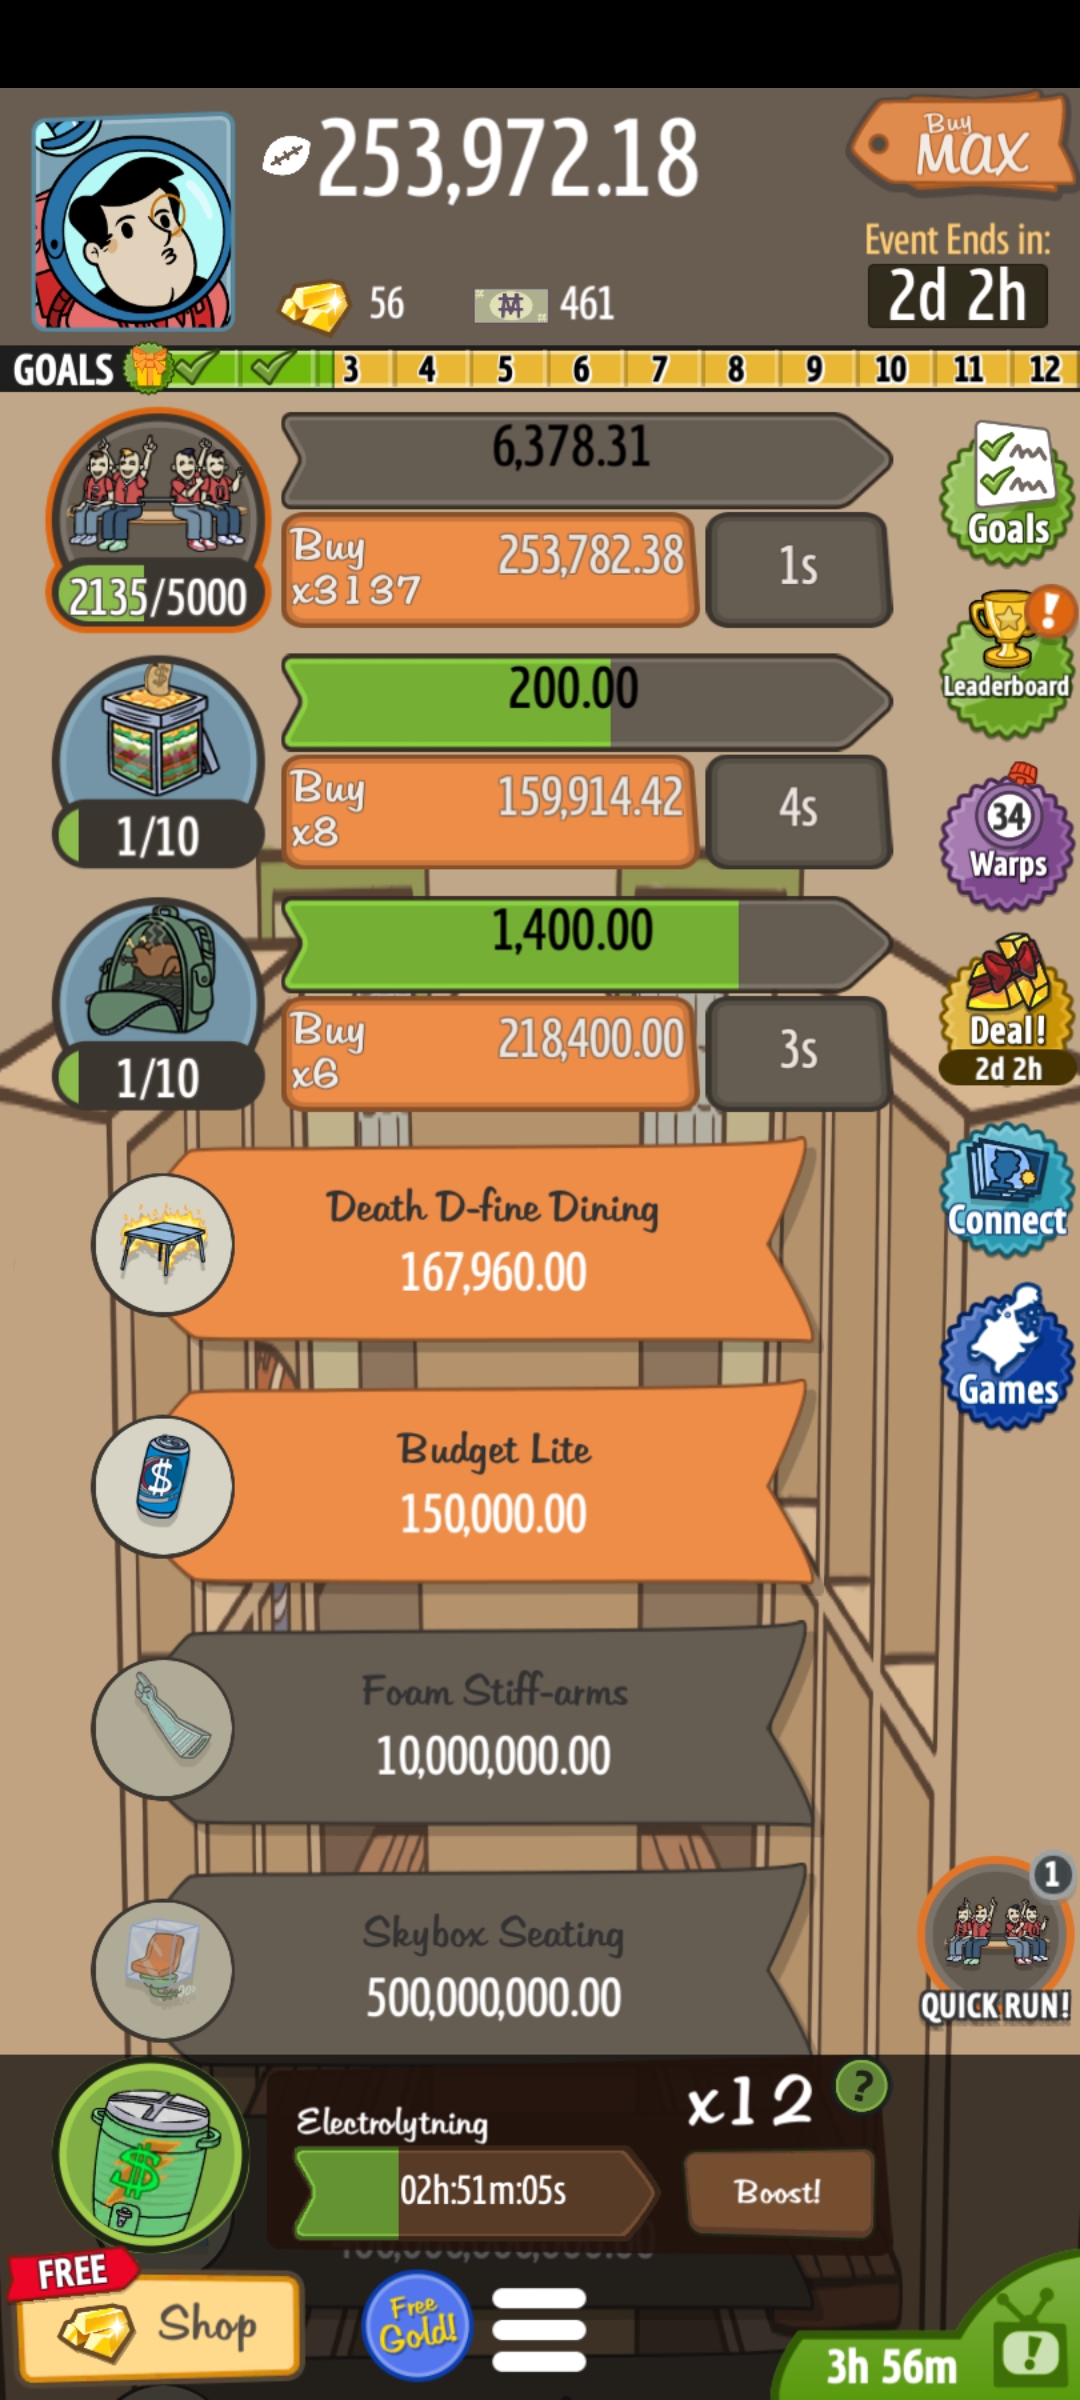 253,972.18
Buy
MAX
56
461
Event Ends in:
2d 2h
GOALS 3 4 5 6 7 8 9 10 11 12
6,378.31
2135/5000
Buy
x3137
253,782.38
1s
Goals
200.00
1/10
Buy
x8
159,914.42
4s
Leaderboard
34
Warps
1,400.00
1/10
Buy
x6
218,400.00
3s
Deal!
2d 2h
Death D-fine Dining
167,960.00
Connect
Budget Lite
150,000.00
Games
Foam Stiff-arms
10,000,000.00
Skybox Seating
500,000,000.00
1
QUICK RUN!
Electrolytning
02h:51m:05s
x12
?
Boost!
FREE
Shop
Free
Gold!
3h 56m